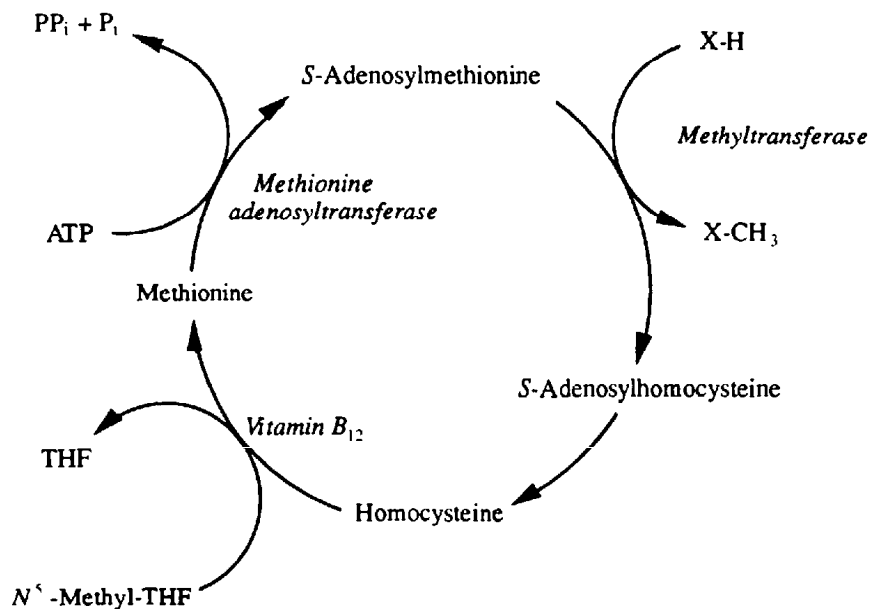 PPi + Pi
X-H
S-Adenosylmethionine
Methyltransferase
Methionine
adenosyltransferase
ATP
X-CH3
Methionine
S-Adenosylhomocysteine
Vitamin B12
THF
Homocysteine
N5-Methyl-THF